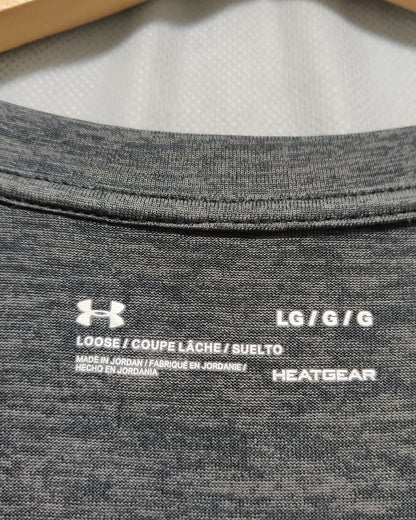 LG / G / G
LOOSE / COUPE LÂCHE / SUELTO
MADE IN JORDAN / FABRIQUÉ EN JORDANIE /
HECHO EN JORDANIA
HEATGEAR